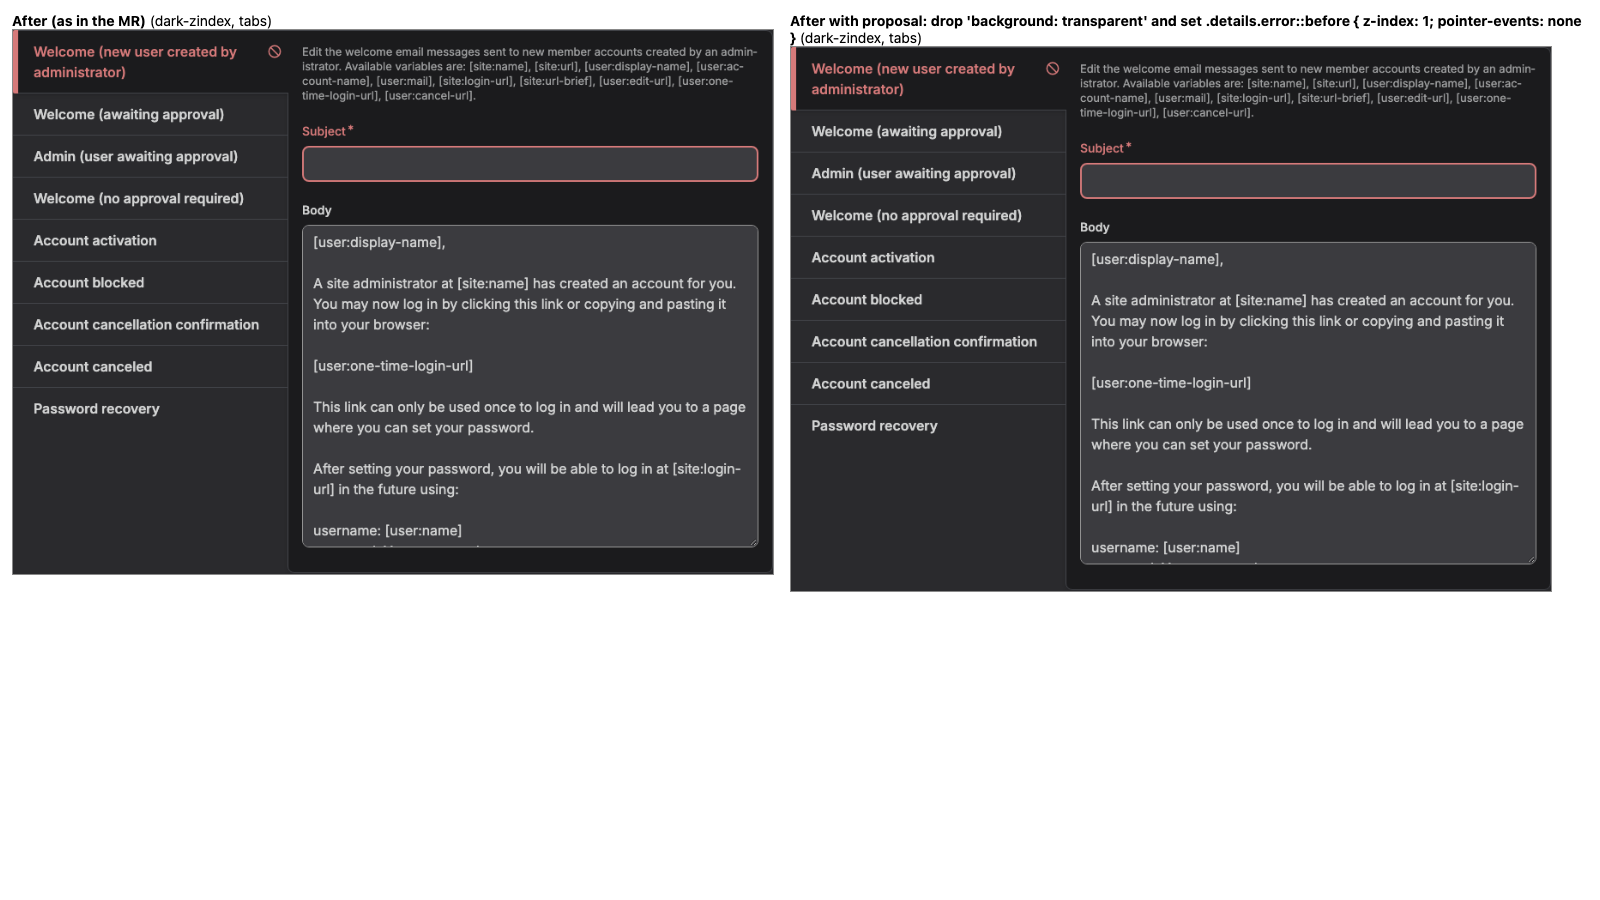 After (as in the MR) (dark-zindex, tabs)
Welcome (new user created by
administrator)
Welcome (awaiting approval)
Admin (user awaiting approval)
Welcome (no approval required)
Account activation
Account blocked
Account cancellation confirmation
Account canceled
Password recovery
Edit the welcome email messages sent to new member accounts created by an admin-
istrator. Available variables are: [site:name], [site:url], [user:display-name], [user:ac-
count-name], [user:mail], [site:login-url], [site:url-brief], [user:edit-url], [user:one-
time-login-url], [user:cancel-url].
Subject*
Body
[user:display-name],
A site administrator at [site:name] has created an account for you.
You may now log in by clicking this link or copying and pasting it
into your browser:
[user:one-time-login-url]
This link can only be used once to log in and will lead you to a page
where you can set your password.
After setting your password, you will be able to log in at [site:login-
url] in the future using:
username: [user:name]
After with proposal: drop 'background: transparent' and set .details.error::before { z-index: 1; pointer-events: none
} (dark-zindex, tabs)
Welcome (new user created by
administrator)
Welcome (awaiting approval)
Admin (user awaiting approval)
Welcome (no approval required)
Account activation
Account blocked
Account cancellation confirmation
Account canceled
Password recovery
Edit the welcome email messages sent to new member accounts created by an admin-
istrator. Available variables are: [site:name], [site:url], [user:display-name], [user:ac-
count-name], [user:mail], [site:login-url], [site:url-brief], [user:edit-url], [user:one-
time-login-url], [user:cancel-url].
Subject*
Body
[user:display-name],
A site administrator at [site:name] has created an account for you.
You may now log in by clicking this link or copying and pasting it
into your browser:
[user:one-time-login-url]
This link can only be used once to log in and will lead you to a page
where you can set your password.
After setting your password, you will be able to log in at [site:login-
url] in the future using:
username: [user:name]